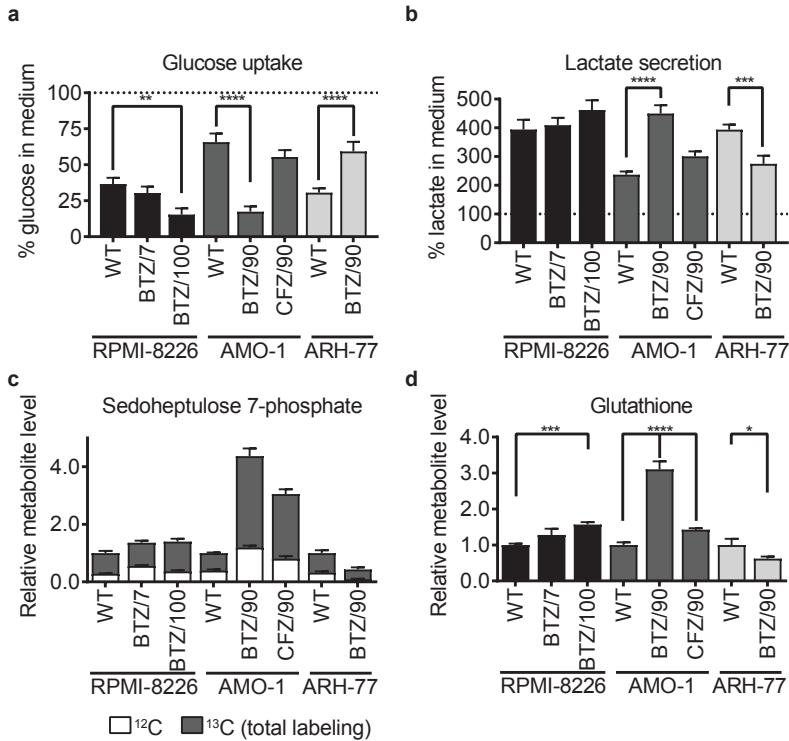 a
Glucose uptake
% glucose in medium
100
75
50
25
0
**
****
****
WT
BTZ/7
BTZ/100
WT
BTZ/90
CFZ/90
WT
BTZ/90
RPMI-8226
AMO-1
ARH-77
b
Lactate secretion
% lactate in medium
500
400
300
200
100
0
****
***
WT
BTZ/7
BTZ/100
WT
BTZ/90
CFZ/90
WT
BTZ/90
RPMI-8226
AMO-1
ARH-77
c
Sedoheptulose 7-phosphate
Relative metabolite level
4.0
2.0
0.0
WT
BTZ/7
BTZ/100
WT
BTZ/90
CFZ/90
WT
BTZ/90
RPMI-8226
AMO-1
ARH-77
¹²C
¹³C (total labeling)
d
Glutathione
Relative metabolite level
4.0
3.0
2.0
1.0
0.0
***
****
*
WT
BTZ/7
BTZ/100
WT
BTZ/90
CFZ/90
WT
BTZ/90
RPMI-8226
AMO-1
ARH-77